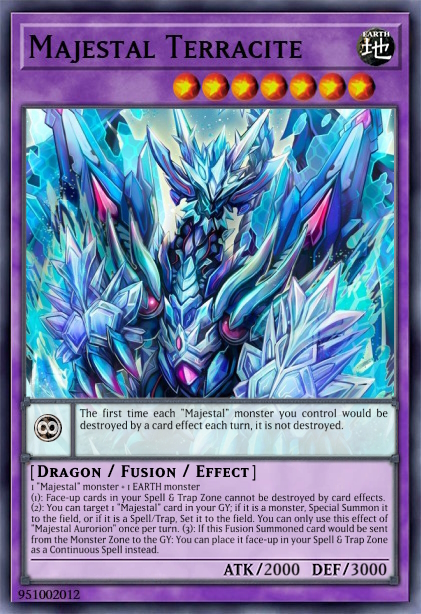 Majestal Terracite
EARTH
地
The first time each "Majestal" monster you control would be
destroyed by a card effect each turn, it is not destroyed.
[Dragon / Fusion / Effect]
1 "Majestal" monster + 1 EARTH monster
(1): Face-up cards in your Spell & Trap Zone cannot be destroyed by card effects.
(2): You can target 1 "Majestal" card in your GY; if it is a monster, Special Summon it
to the field, or if it is a Spell/Trap, Set it to the field. You can only use this effect of
"Majestal Aurorion" once per turn. (3): If this Fusion Summoned card would be sent
from the Monster Zone to the GY: You can place it face-up in your Spell & Trap Zone
as a Continuous Spell instead.
ATK/2000 DEF/3000
951002012